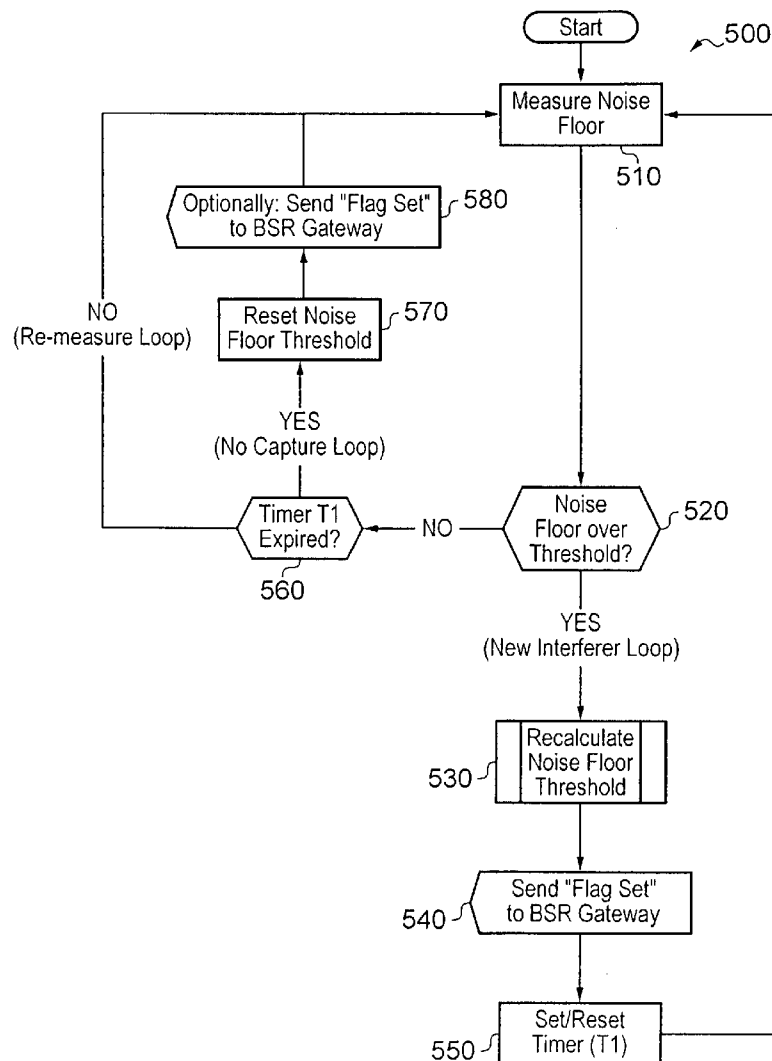 Start
500
Measure Noise
Floor
510
Optionally: Send "Flag Set"
to BSR Gateway
580
NO
(Re-measure Loop)
Reset Noise
Floor Threshold
570
YES
(No Capture Loop)
Timer T1
Expired?
560
NO
Noise
Floor over
Threshold?
520
YES
(New Interferer Loop)
530
Recalculate
Noise Floor
Threshold
540
Send "Flag Set"
to BSR Gateway
550
Set/Reset
Timer (T1)